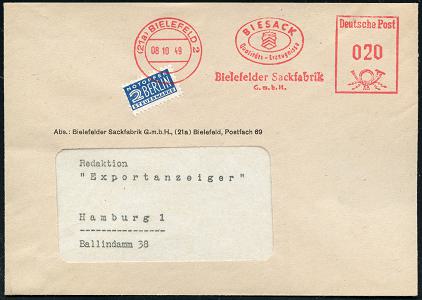 (21a) BIELEFELD 2
08 10 49
BIESACK
Qualitäts-Erzeugnisse
Bielefelder Sackfabrik
G.m.b.H.
Deutsche Post
020
NOTOPFER
2 BERLIN
STEUERMARKE
Abs.: Bielefelder Sackfabrik G.m.b.H., (21a) Bielefeld, Postfach 69
Redaktion
"Exportanzeiger"
Hamburg 1
Ballindamm 38